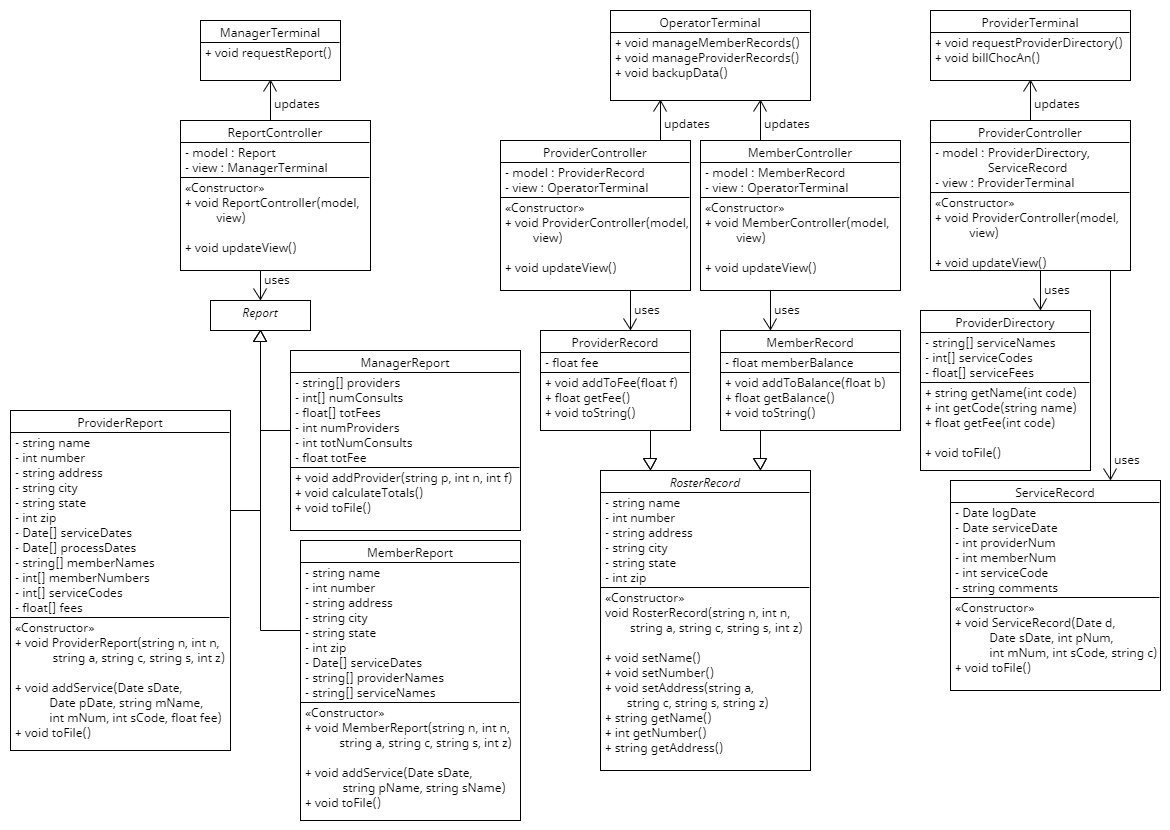 ManagerTerminal
+ void requestReport()
updates
ReportController
- model : Report
- view : ManagerTerminal
«Constructor»
+ void ReportController(model,
view)
+ void updateView()
uses
Report
ManagerReport
- string[] providers
- int[] numConsults
- float[] totFees
- int numProviders
- int totNumConsults
- float totFee
+ void addProvider(string p, int n, int f)
+ void calculateTotals()
+ void toFile()
ProviderReport
- string name
- int number
- string address
- string city
- string state
- int zip
- Date[] serviceDates
- Date[] processDates
- string[] memberNames
- int[] memberNumbers
- int[] serviceCodes
- float[] fees
«Constructor»
+ void ProviderReport(string n, int n,
string a, string c, string s, int z)
+ void addService(Date sDate,
Date pDate, string mName,
int mNum, int sCode, float fee)
+ void toFile()
MemberReport
- string name
- int number
- string address
- string city
- string state
- int zip
- Date[] serviceDates
- string[] providerNames
- string[] serviceNames
«Constructor»
+ void MemberReport(string n, int n,
string a, string c, string s, int z)
+ void addService(Date sDate,
string pName, string sName)
+ void toFile()
OperatorTerminal
+ void manageMemberRecords()
+ void manageProviderRecords()
+ void backupData()
updates
updates
ProviderController
- model : ProviderRecord
- view : OperatorTerminal
«Constructor»
+ void ProviderController(model,
view)
+ void updateView()
MemberController
- model : MemberRecord
- view : OperatorTerminal
«Constructor»
+ void MemberController(model,
view)
+ void updateView()
uses
uses
ProviderRecord
- float fee
+ void addToFee(float f)
+ float getFee()
+ void toString()
MemberRecord
- float memberBalance
+ void addToBalance(float b)
+ float getBalance()
+ void toString()
RosterRecord
- string name
- int number
- string address
- string city
- string state
- int zip
«Constructor»
void RosterRecord(string n, int n,
string a, string c, string s, int z)
+ void setName()
+ void setNumber()
+ void setAddress(string a,
string c, string s, string z)
+ string getName()
+ int getNumber()
+ string getAddress()
ProviderTerminal
+ void requestProviderDirectory()
+ void billChocAn()
updates
ProviderController
- model : ProviderDirectory,
ServiceRecord
- view : ProviderTerminal
«Constructor»
+ void ProviderController(model,
view)
+ void updateView()
uses
ProviderDirectory
- string[] serviceNames
- int[] serviceCodes
- float[] serviceFees
+ string getName(int code)
+ int getCode(string name)
+ float getFee(int code)
+ void toFile()
uses
ServiceRecord
- Date logDate
- Date serviceDate
- int providerNum
- int memberNum
- int serviceCode
- string comments
«Constructor»
+ void ServiceRecord(Date d,
Date sDate, int pNum,
int mNum, int sCode, string c)
+ void toFile()